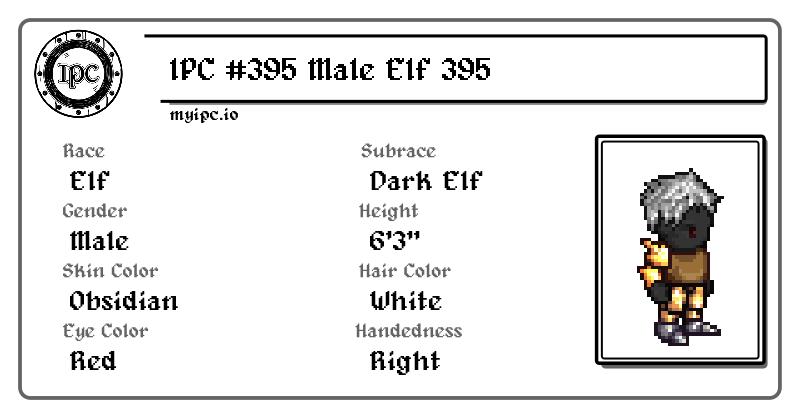 IPC
IPC #395 Male Elf 395
myipc.io
Race
Elf
Subrace
Dark Elf
Gender
Male
Height
6'3"
Skin Color
Obsidian
Hair Color
White
Eye Color
Red
Handedness
Right